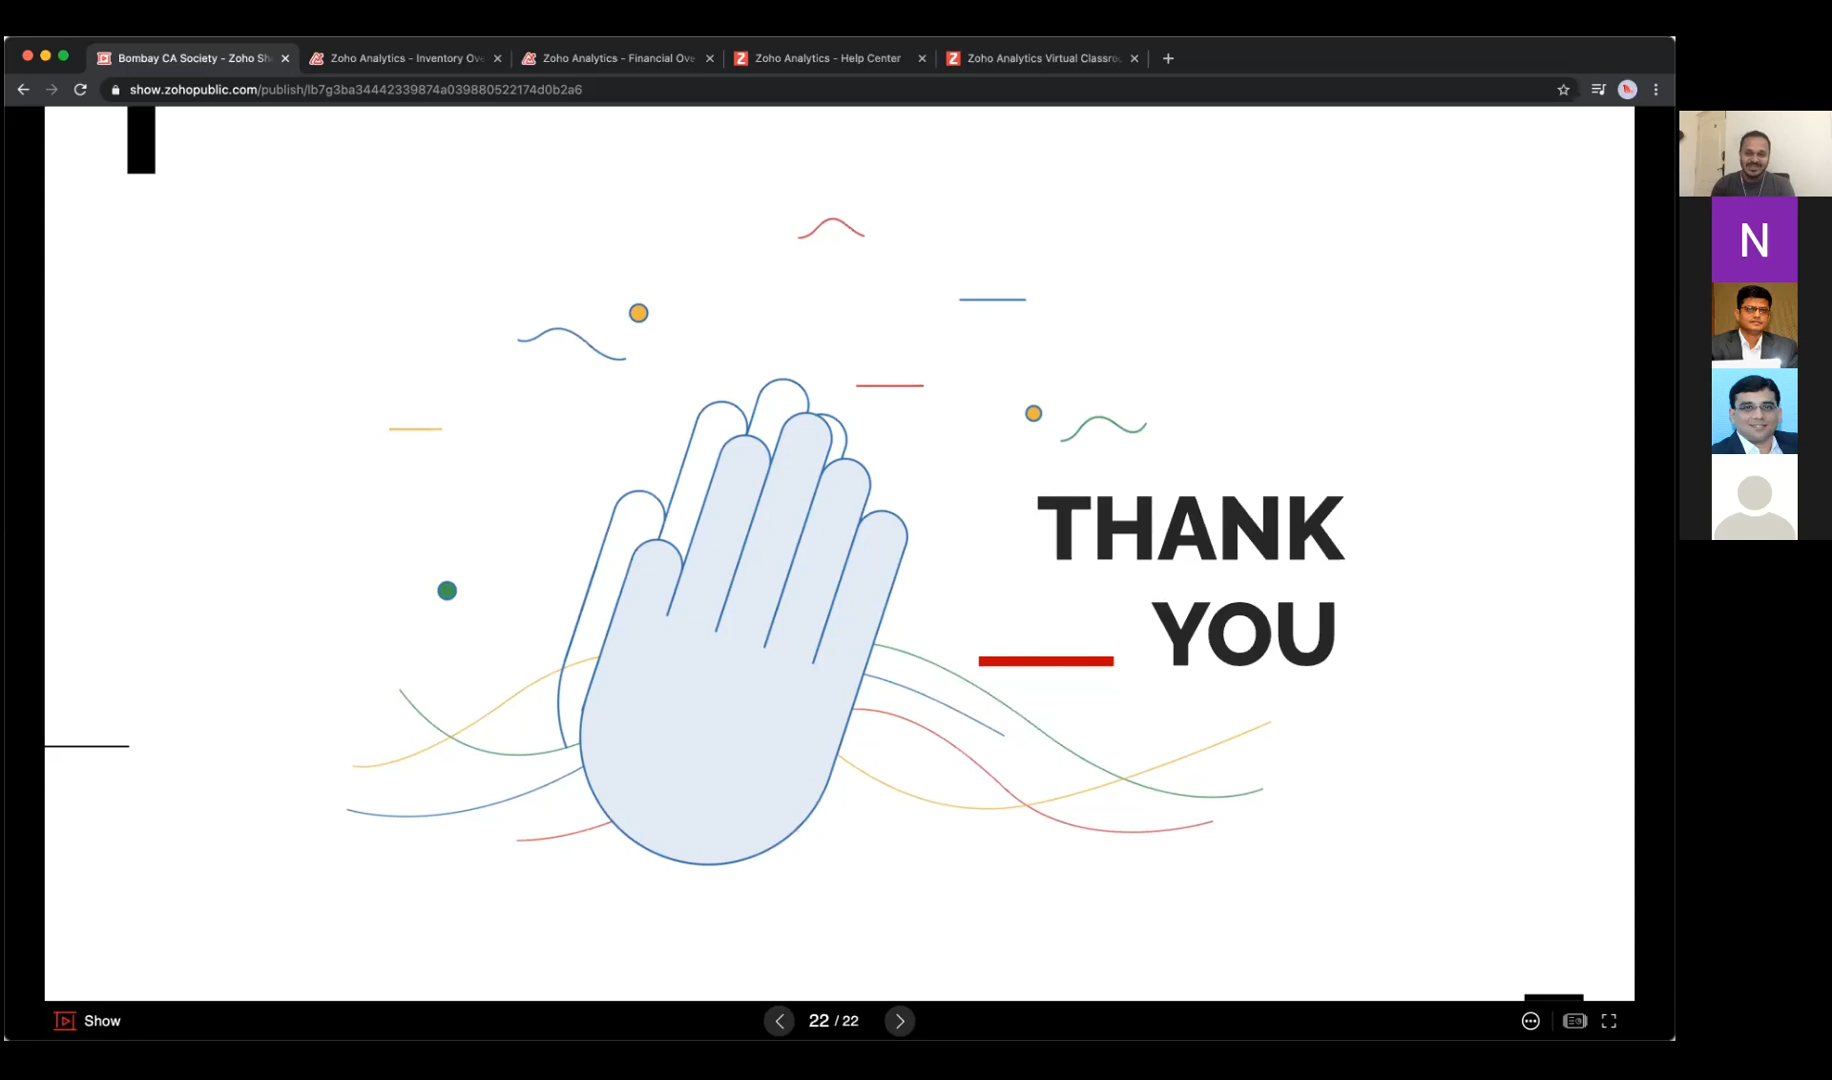 Bombay CA Society - Zoho Sh
Zoho Analytics - Inventory Ov
Zoho Analytics - Financial Ove
Zoho Analytics - Help Center
Zoho Analytics Virtual Classro
show.zohopublic.com/publish/lb7g3ba34442339874a039880522174d0b2a6
N
THANK
YOU
Show
22 / 22